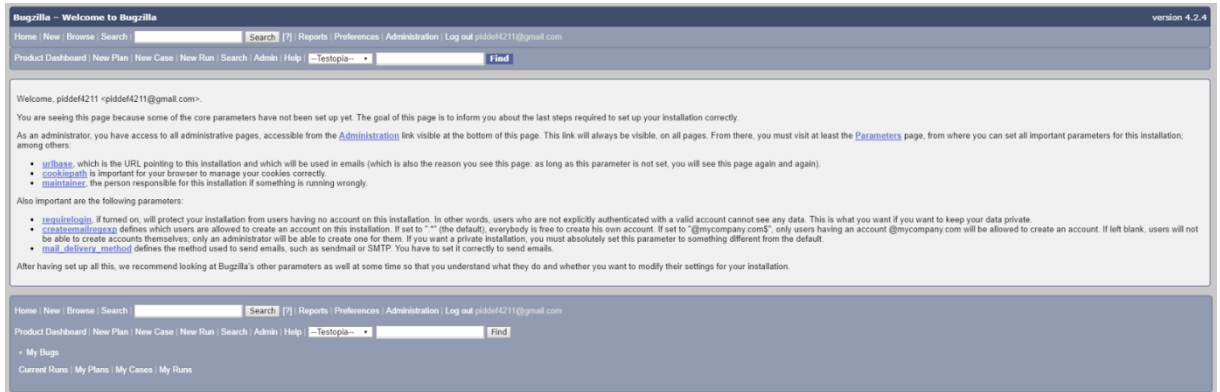 Bugzilla – Welcome to Bugzilla version 4.2.4
Home | New | Browse | Search | Search [?] | Reports | Preferences | Administration | Log out piddef4211@gmail.com
Product Dashboard | New Plan | New Case | New Run | Search | Admin | Help | --Testopia-- Find
Welcome, piddef4211 <piddef4211@gmail.com>.
You are seeing this page because some of the core parameters have not been set up yet. The goal of this page is to inform you about the last steps required to set up your installation correctly.
As an administrator, you have access to all administrative pages, accessible from the Administration link visible at the bottom of this page. This link will always be visible, on all pages. From there, you must visit at least the Parameters page, from where you can set all important parameters for this installation;
among others:
• urlbase, which is the URL pointing to this installation and which will be used in emails (which is also the reason you see this page: as long as this parameter is not set, you will see this page again and again).
• cookiepath is important for your browser to manage your cookies correctly.
• maintainer, the person responsible for this installation if something is running wrongly.
Also important are the following parameters:
• requirelogin, if turned on, will protect your installation from users having no account on this installation. In other words, users who are not explicitly authenticated with a valid account cannot see any data. This is what you want if you want to keep your data private.
• createemailregexp defines which users are allowed to create an account on this installation. If set to ".*" (the default), everybody is free to create his own account. If set to "@mycompany.com$", only users having an account @mycompany.com will be allowed to create an account. If left blank, users will not
be able to create accounts themselves; only an administrator will be able to create one for them. If you want a private installation, you must absolutely set this parameter to something different from the default.
• mail_delivery_method defines the method used to send emails, such as sendmail or SMTP. You have to set it correctly to send emails.
After having set up all this, we recommend looking at Bugzilla's other parameters as well at some time so that you understand what they do and whether you want to modify their settings for your installation.
Home | New | Browse | Search | Search [?] | Reports | Preferences | Administration | Log out piddef4211@gmail.com
Product Dashboard | New Plan | New Case | New Run | Search | Admin | Help | --Testopia-- Find
My Bugs
Current Runs | My Plans | My Cases | My Runs